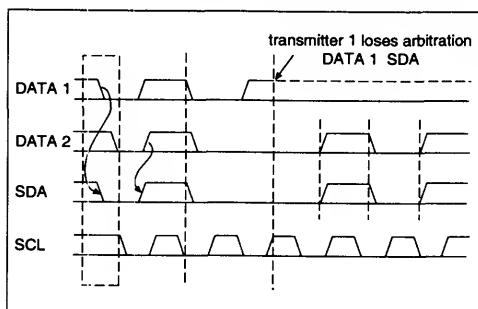 transmitter 1 loses arbitration
DATA 1 SDA
DATA 1
DATA 2
SDA
SCL